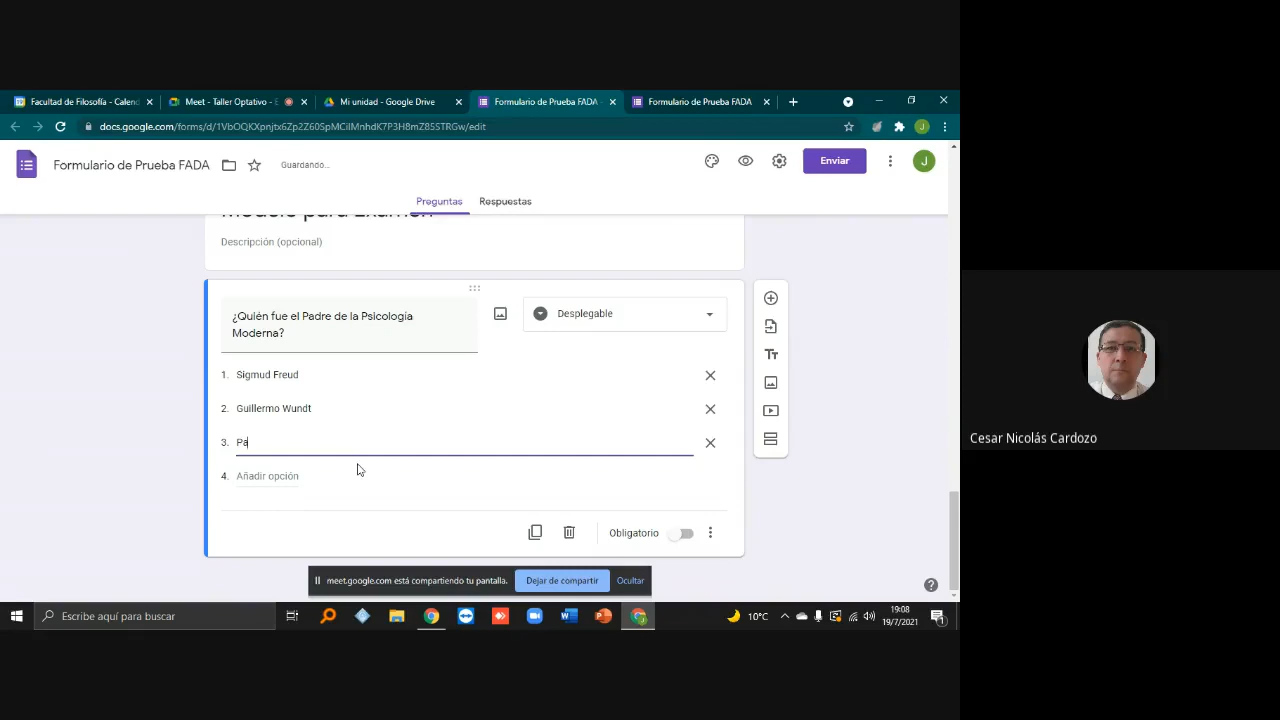 Facultad de Filosofía - Calend
Meet - Taller Optativo - E
Mi unidad - Google Drive
Formulario de Prueba FADA -
Formulario de Prueba FADA
docs.google.com/forms/d/1VbOQKXpnjtx6Zp2Z60SpMCilMnhdK7P3H8mZ85STRGw/edit
J
Formulario de Prueba FADA
Guardando...
Enviar
J
Preguntas
Respuestas
Modelo para Examen
Descripción (opcional)
¿Quién fue el Padre de la Psicología
Moderna?
Desplegable
1. Sigmud Freud
2. Guillermo Wundt
3. Pa
4. Añadir opción
Obligatorio
meet.google.com está compartiendo tu pantalla.
Dejar de compartir
Ocultar
Escribe aquí para buscar
10°C
19:08
19/7/2021
Cesar Nicolás Cardozo